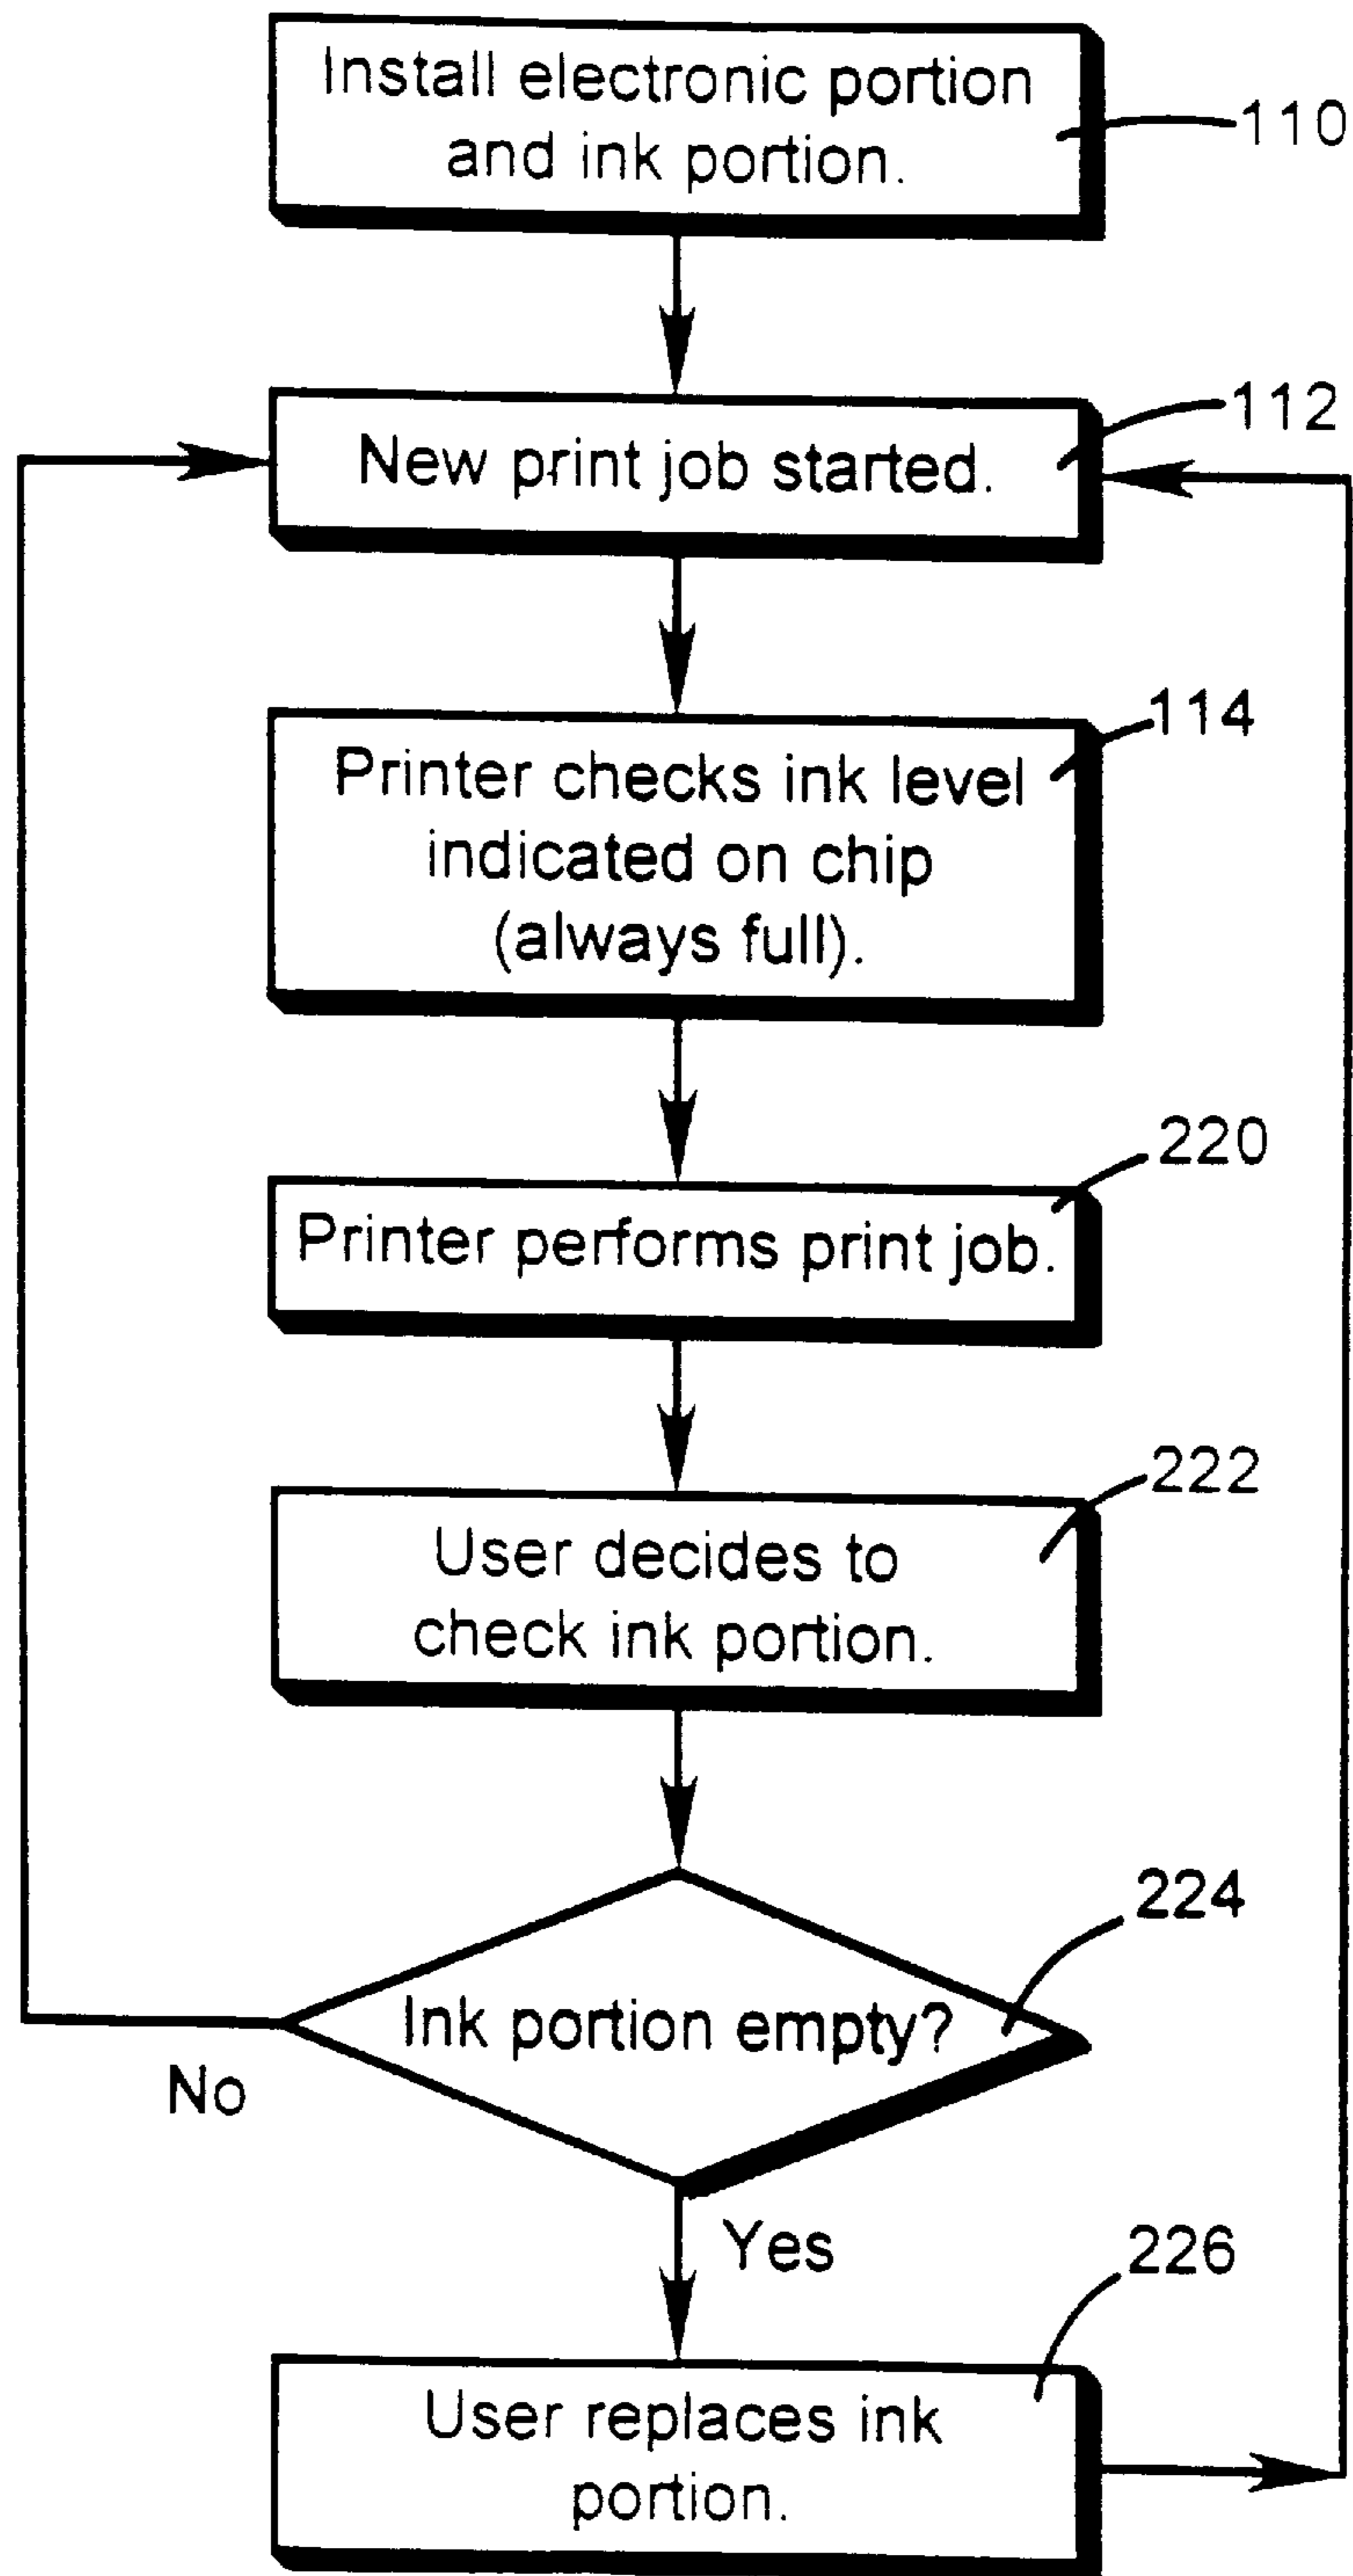 Install electronic portion
and ink portion.
110
New print job started.
112
Printer checks ink level
indicated on chip
(always full).
114
Printer performs print job.
220
User decides to
check ink portion.
222
Ink portion empty?
224
No
Yes
User replaces ink
portion.
226